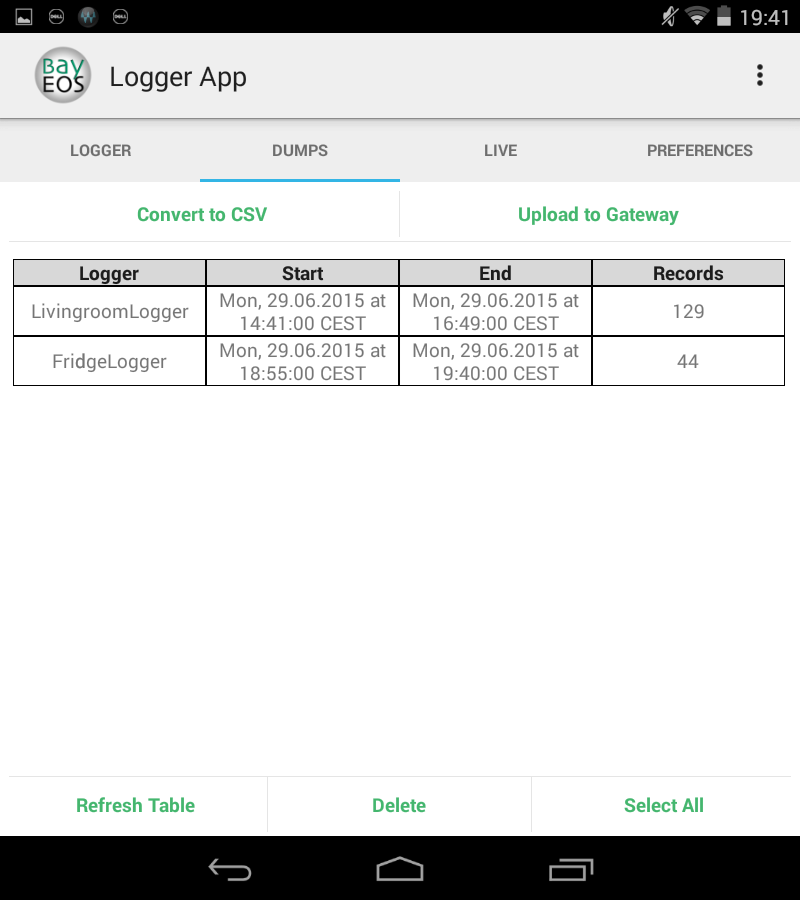 19:41
Bay
EOS
Logger App
LOGGER DUMPS LIVE PREFERENCES
Convert to CSV Upload to Gateway
Logger Start End Records
LivingroomLogger Mon, 29.06.2015 at 14:41:00 CEST Mon, 29.06.2015 at 16:49:00 CEST 129
FridgeLogger Mon, 29.06.2015 at 18:55:00 CEST Mon, 29.06.2015 at 19:40:00 CEST 44
Refresh Table Delete Select All